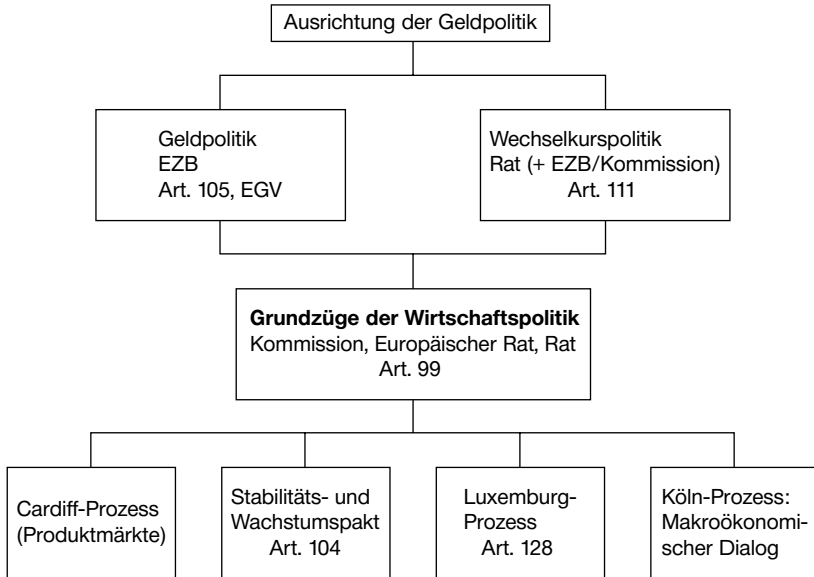 Ausrichtung der Geldpolitik
Geldpolitik
EZB
Art. 105, EGV
Wechselkurspolitik
Rat (+ EZB/Kommission)
Art. 111
Grundzüge der Wirtschaftspolitik
Kommission, Europäischer Rat, Rat
Art. 99
Cardiff-Prozess
(Produktmärkte)
Stabilitäts- und
Wachstumspakt
Art. 104
Luxemburg-
Prozess
Art. 128
Köln-Prozess:
Makroökonomi-
scher Dialog